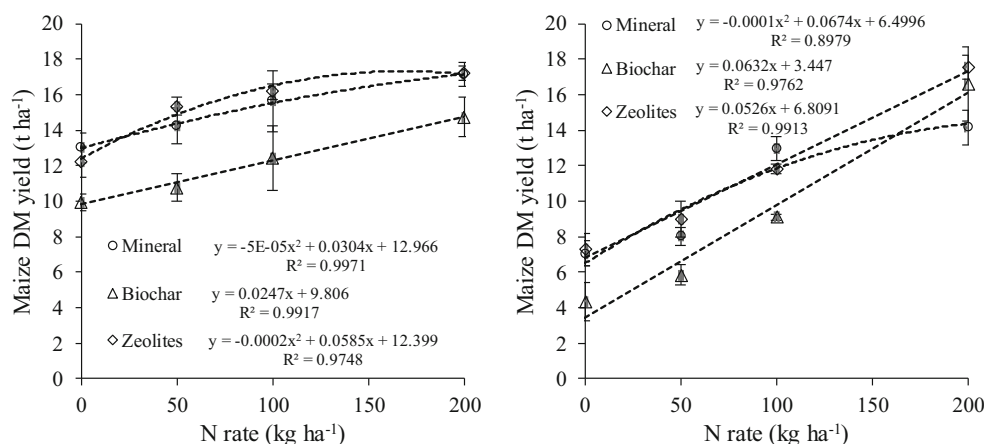 Maize DM yield (t ha⁻¹)
20
18
16
14
12
10
8
6
4
2
0
Mineral y = -5E-05x² + 0.0304x + 12.966
R² = 0.9971
Biochar y = 0.0247x + 9.806
R² = 0.9917
Zeolites y = -0.0002x² + 0.0585x + 12.399
R² = 0.9748
0 50 100 150 200
N rate (kg ha⁻¹)
Maize DM yield (t ha⁻¹)
20
18
16
14
12
10
8
6
4
2
0
Mineral y = -0.0001x² + 0.0674x + 6.4996
R² = 0.8979
Biochar y = 0.0632x + 3.447
R² = 0.9762
Zeolites y = 0.0526x + 6.8091
R² = 0.9913
0 50 100 150 200
N rate (kg ha⁻¹)